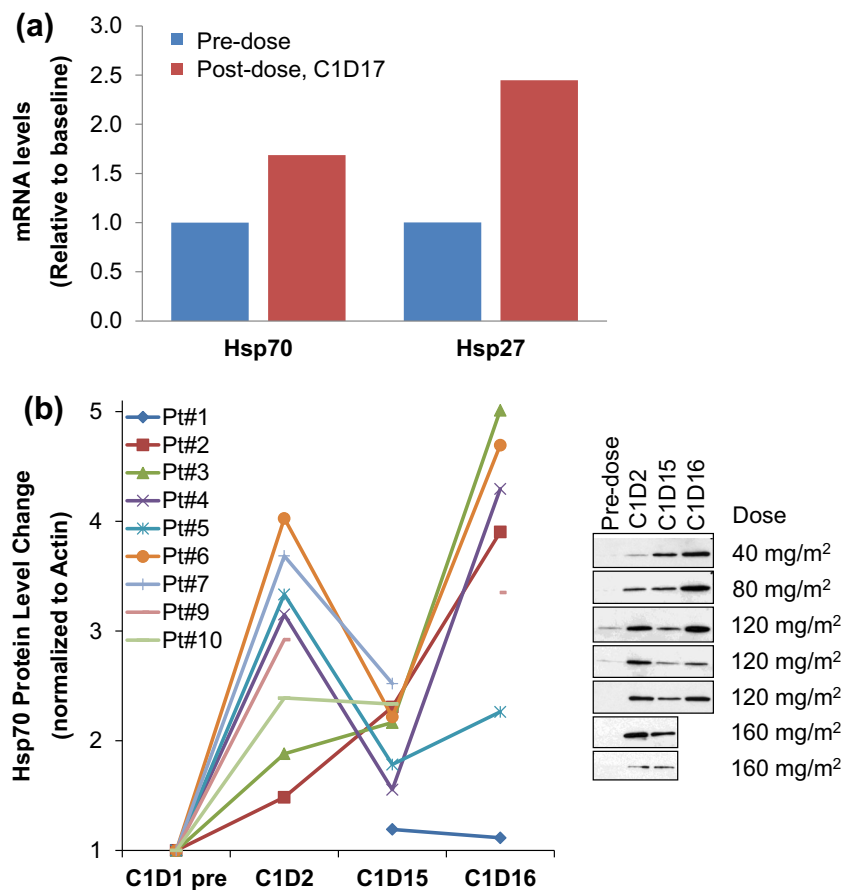 (a)
Pre-dose
Post-dose, C1D17
mRNA levels
(Relative to baseline)
3.0
2.5
2.0
1.5
1.0
0.5
0.0
Hsp70
Hsp27
(b)
Hsp70 Protein Level Change
(normalized to Actin)
5
4
3
2
1
Pt#1
Pt#2
Pt#3
Pt#4
Pt#5
Pt#6
Pt#7
Pt#9
Pt#10
C1D1 pre
C1D2
C1D15
C1D16
Pre-dose
C1D2
C1D15
C1D16
Dose
40 mg/m²
80 mg/m²
120 mg/m²
120 mg/m²
120 mg/m²
160 mg/m²
160 mg/m²